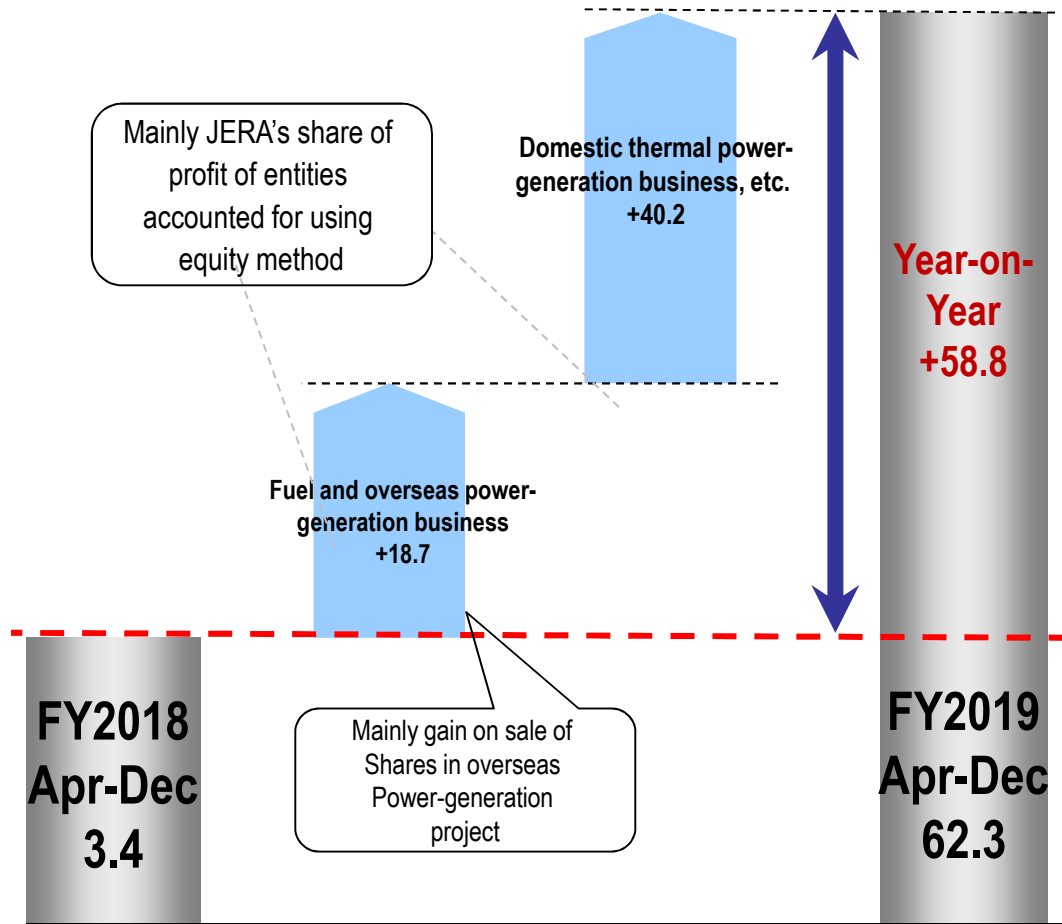 Mainly JERA's share of
profit of entities
accounted for using
equity method
Domestic thermal power-
generation business, etc.
+40.2
Year-on-
Year
+58.8
Fuel and overseas power-
generation business
+18.7
FY2018
Apr-Dec
3.4
Mainly gain on sale of
Shares in overseas
Power-generation
project
FY2019
Apr-Dec
62.3